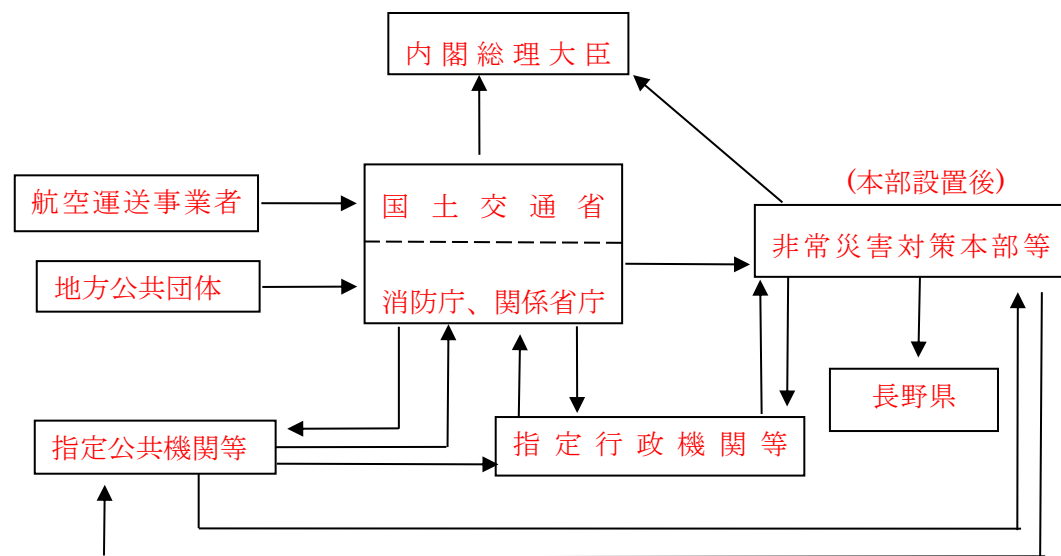 内閣総理大臣
(本部設置後)
航空運送事業者
国土交通省
非常災害対策本部等
地方公共団体
消防庁、関係省庁
長野県
指定公共機関等
指定行政機関等